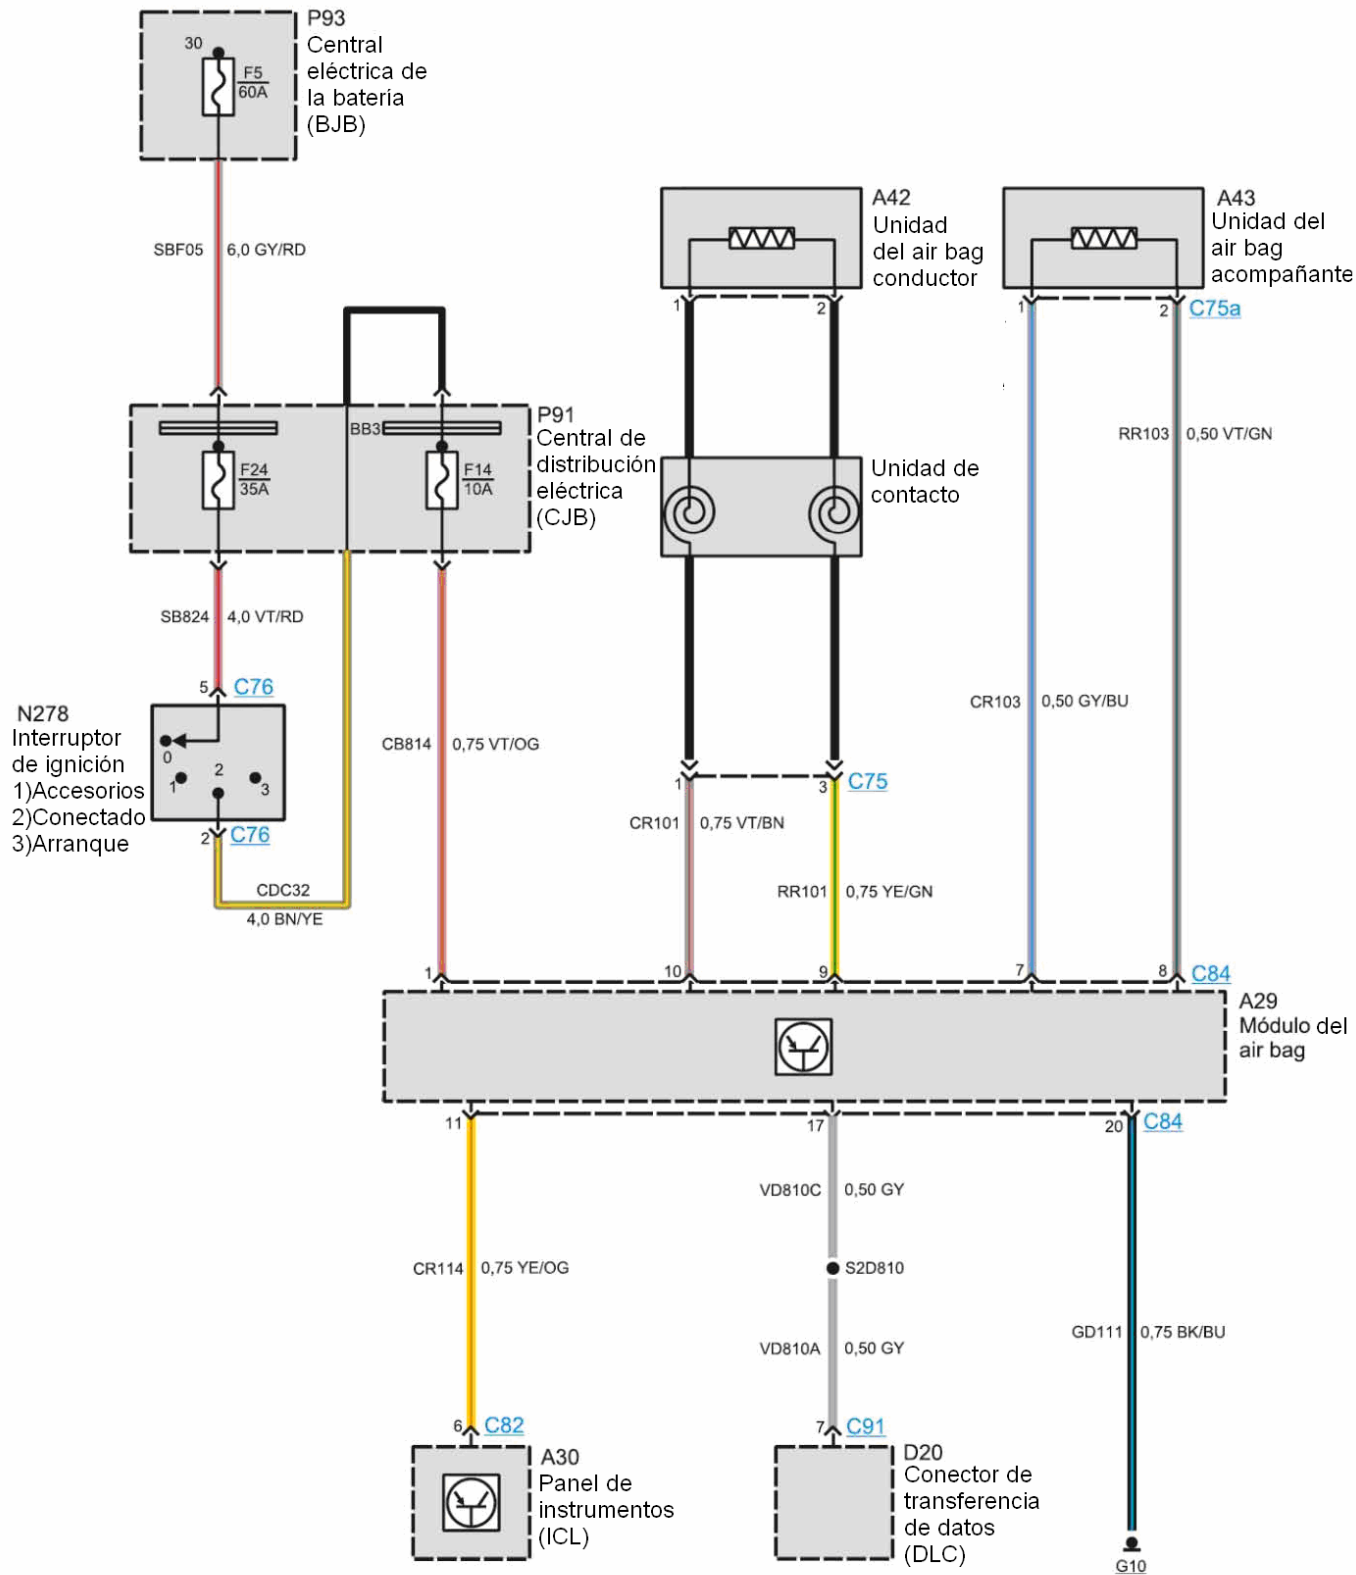 P93
Central
eléctrica de
la batería
(BJB)
30
F5
60A
SBF05
6,0 GY/RD
A42
Unidad
del air bag
conductor
A43
Unidad del
air bag
acompañante
1
2
1
2
C75a
P91
Central de
distribución
eléctrica
(CJB)
BB3
F24
35A
F14
10A
Unidad de
contacto
RR103
0,50 VT/GN
SB824
4,0 VT/RD
5
C76
N278
Interruptor
de ignición
1)Accesorios
2)Conectado
3)Arranque
0
1
2
3
2
C76
CDC32
4,0 BN/YE
CB814
0,75 VT/OG
CR103
0,50 GY/BU
1
3
C75
CR101
0,75 VT/BN
RR101
0,75 YE/GN
1
10
9
7
8
C84
A29
Módulo del
air bag
11
17
20
C84
VD810C
0,50 GY
CR114
0,75 YE/OG
S2D810
GD111
0,75 BK/BU
VD810A
0,50 GY
6
C82
7
C91
A30
Panel de
instrumentos
(ICL)
D20
Conector de
transferencia
de datos
(DLC)
G10